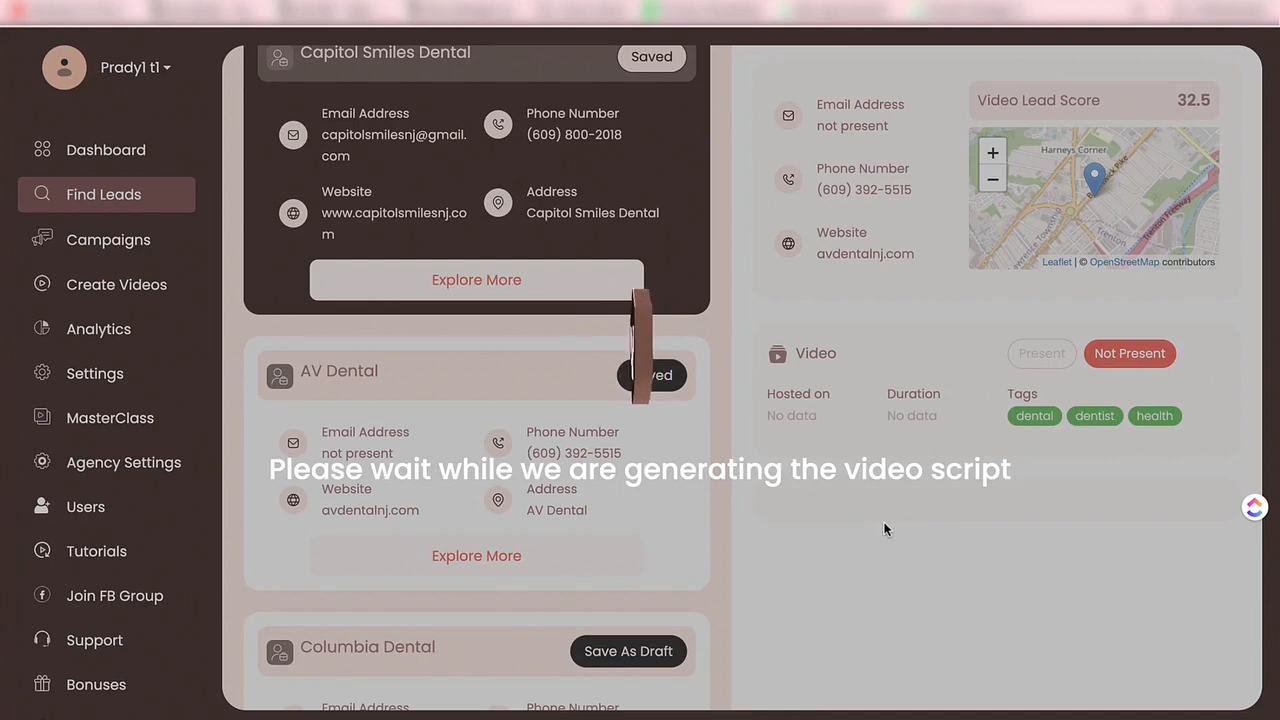 Prady1 t1
Dashboard
Find Leads
Campaigns
Create Videos
Analytics
Settings
MasterClass
Agency Settings
Users
Tutorials
Join FB Group
Support
Bonuses
Capitol Smiles Dental
Saved
Email Address
capitolsmilesnj@gmail.
com
Phone Number
(609) 800-2018
Website
www.capitolsmilesnj.co
m
Address
Capitol Smiles Dental
Explore More
AV Dental
Email Address
not present
Phone Number
(609) 392-5515
Website
avdentalnj.com
Address
AV Dental
Explore More
Columbia Dental
Save As Draft
Email Address
Phone Number
Please wait while we are generating the video script
Email Address
not present
Phone Number
(609) 392-5515
Website
avdentalnj.com
Video Lead Score
32.5
+
−
Harneys Corner
Trenton Freeway
Leaflet | © OpenStreetMap contributors
Video
Present
Not Present
Hosted on
No data
Duration
No data
Tags
dental
dentist
health